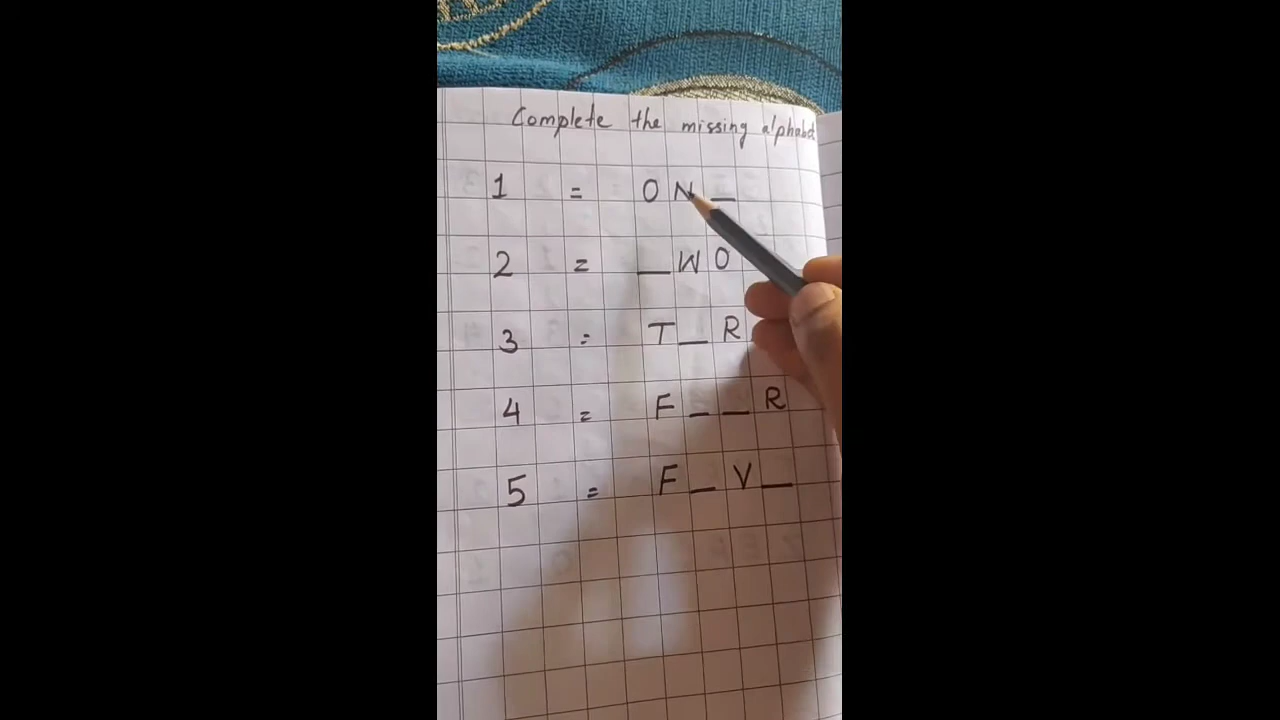 Complete the missing alphabet
1 = ON_
2 = _WO
3 = T_R
4 = F__R
5 = F_V_